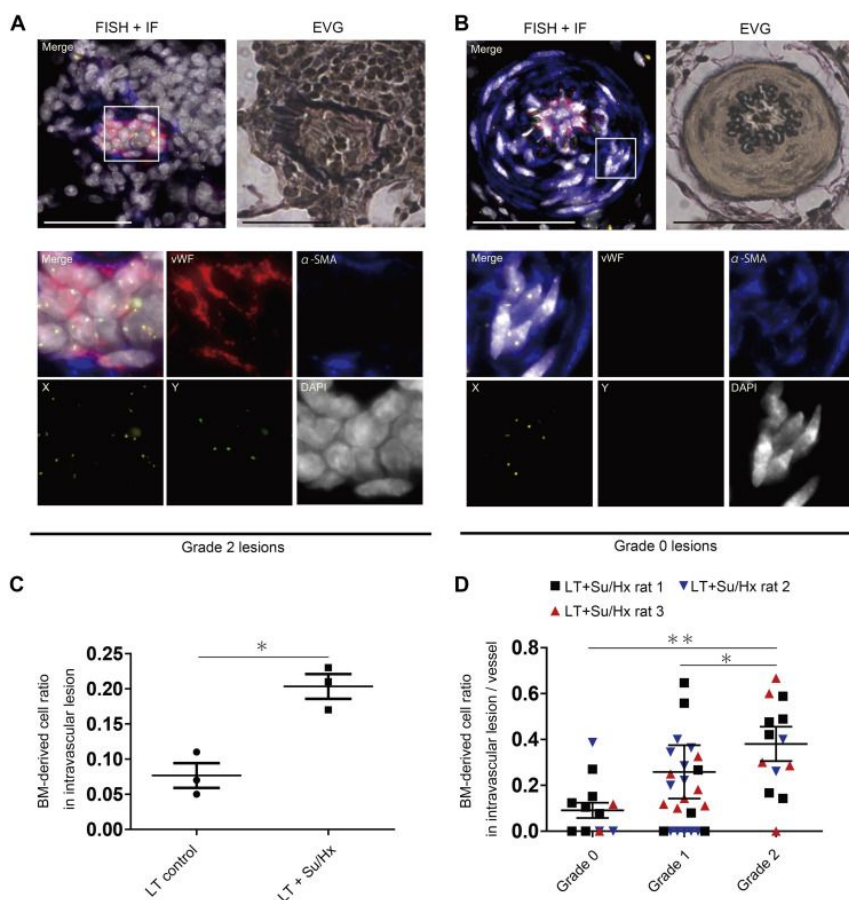 A
FISH + IF
EVG
Merge
Merge
vWF
α-SMA
X
Y
DAPI
Grade 2 lesions
B
FISH + IF
EVG
Merge
Merge
vWF
α-SMA
X
Y
DAPI
Grade 0 lesions
C
BM-derived cell ratio
in intravascular lesion
0.25
0.20
0.15
0.10
0.05
0.00
*
LT control
LT + Su/Hx
D
LT+Su/Hx rat 1
LT+Su/Hx rat 2
LT+Su/Hx rat 3
BM-derived cell ratio
in intravascular lesion / vessel
0.8
0.6
0.4
0.2
0.0
**
*
Grade 0
Grade 1
Grade 2